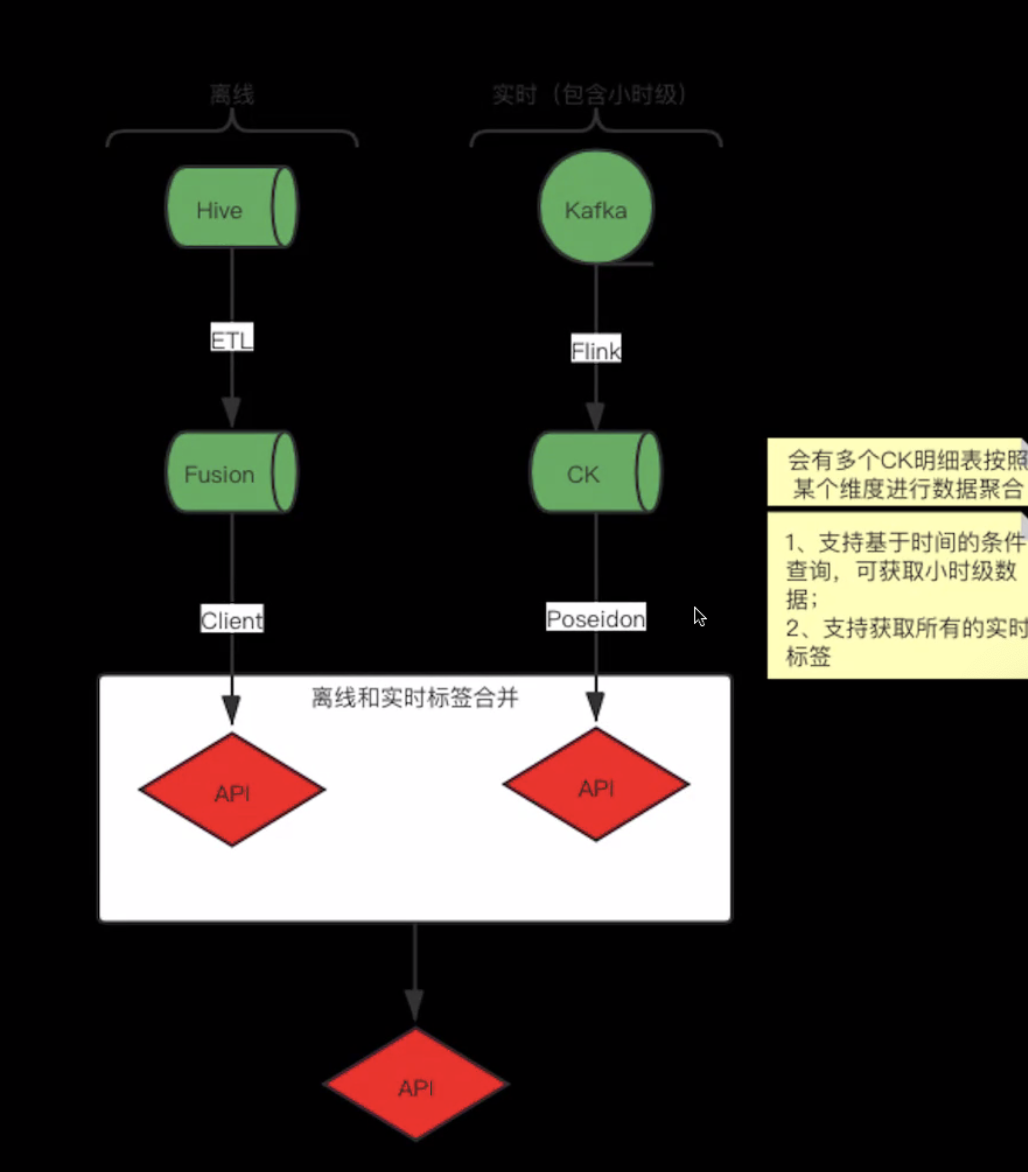 离线
实时（包含小时级）
Hive
Kafka
ETL
Flink
Fusion
CK
会有多个CK明细表按照
某个维度进行数据聚合
1、支持基于时间的条件
查询，可获取小时级数
据；
2、支持获取所有的实时
标签
Client
Poseidon
离线和实时标签合并
API
API
API